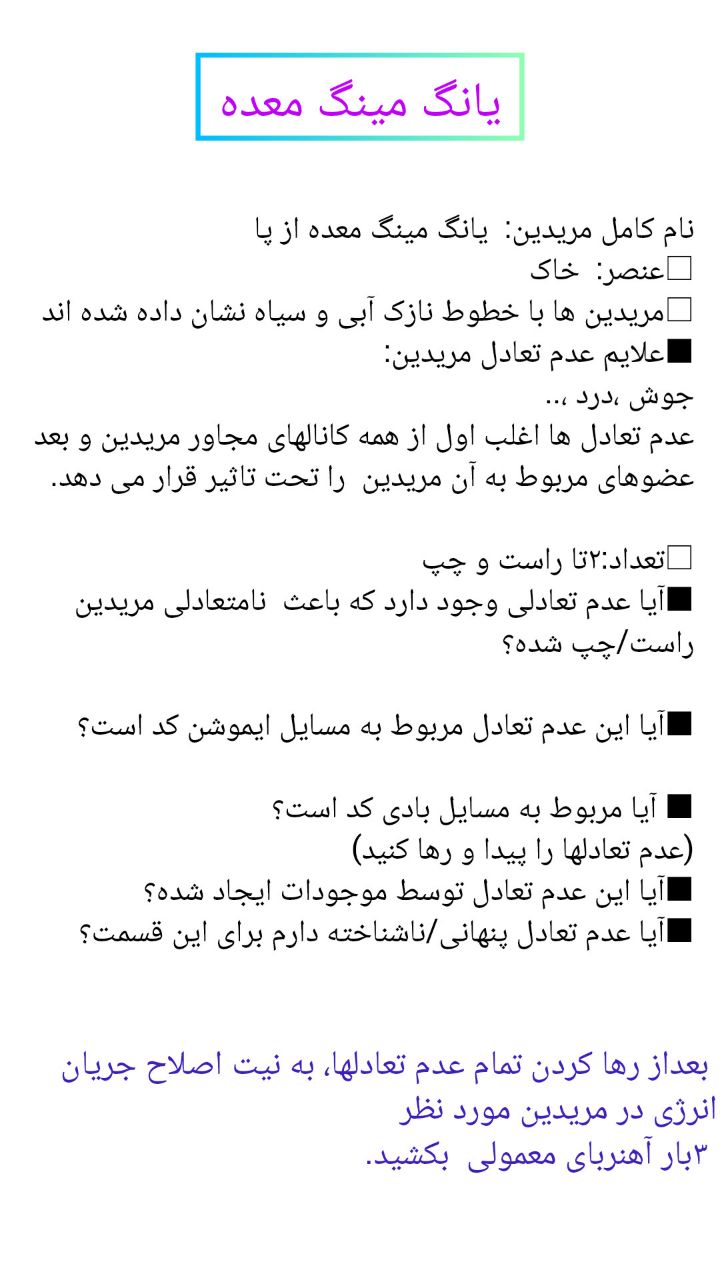 یانگ مینگ معده
نام کامل مریدین: یانگ مینگ معده از پا
□عنصر: خاک
□مریدین ها با خطوط نازک آبی و سیاه نشان داده شده اند
■علایم عدم تعادل مریدین:
جوش ،درد ،..
عدم تعادل ها اغلب اول از همه کانالهای مجاور مریدین و بعد
عضوهای مربوط به آن مریدین را تحت تاثیر قرار می دهد.
□تعداد:۲تا راست و چپ
■آیا عدم تعادلی وجود دارد که باعث نامتعادلی مریدین
راست/چپ شده؟
■آیا این عدم تعادل مربوط به مسایل ایموشن کد است؟
■ آیا مربوط به مسایل بادی کد است؟
(عدم تعادلها را پیدا و رها کنید)
■آیا این عدم تعادل توسط موجودات ایجاد شده؟
■آیا عدم تعادل پنهانی/ناشناخته دارم برای این قسمت؟
بعداز رها کردن تمام عدم تعادلها، به نیت اصلاح جریان
انرژی در مریدین مورد نظر
۳بار آهنربای معمولی بکشید.